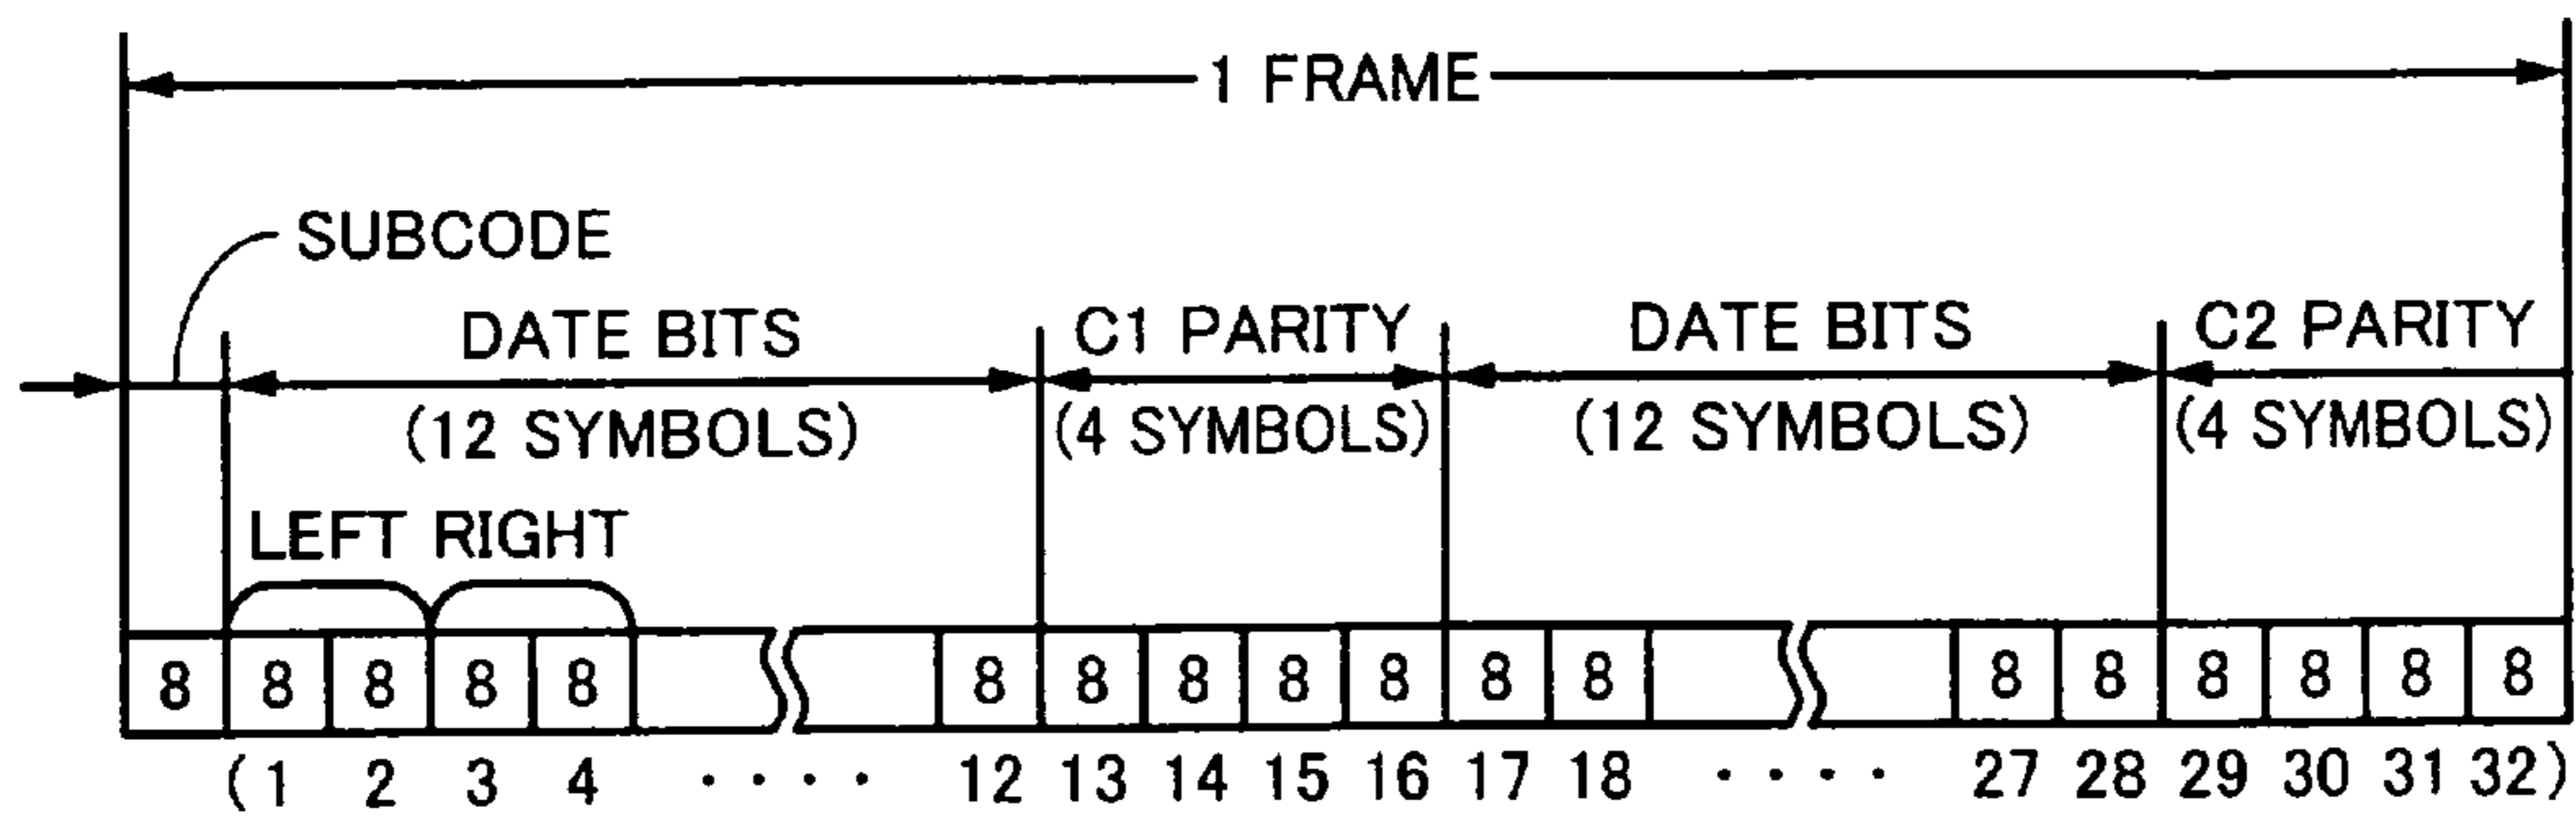 1 FRAME
SUBCODE
DATE BITS C1 PARITY DATE BITS C2 PARITY
(12 SYMBOLS) (4 SYMBOLS) (12 SYMBOLS) (4 SYMBOLS)
LEFT RIGHT
8 8 8 8 8 8 8 8 8 8 8 8 8 8 8 8 8 8
(1 2 3 4 · · · · 12 13 14 15 16 17 18 · · · · 27 28 29 30 31 32)